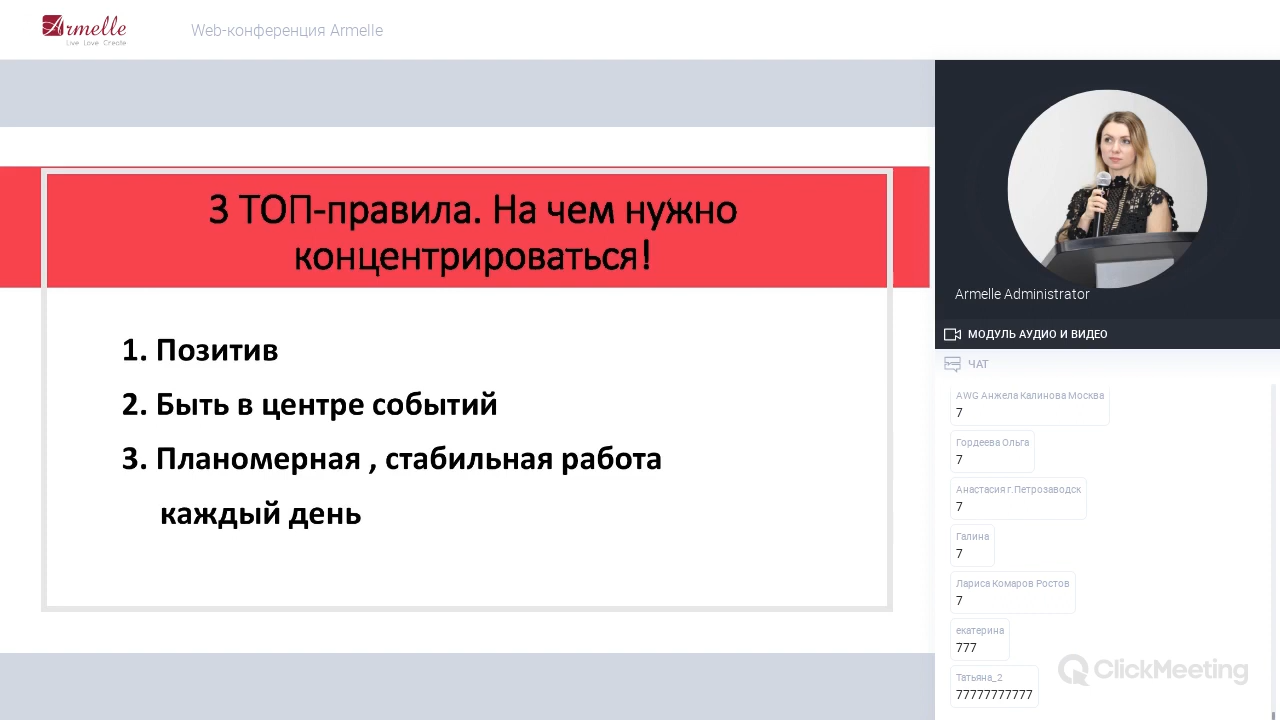 Armelle
Live Love Create
Web-конференция Armelle
3 ТОП-правила. На чем нужно
концентрироваться!
1. Позитив
2. Быть в центре событий
3. Планомерная , стабильная работа
каждый день
Armelle Administrator
МОДУЛЬ АУДИО И ВИДЕО
ЧАТ
AWG Анжела Калинова Москва
7
Гордеева Ольга
7
Анастасия г.Петрозаводск
7
Галина
7
Лариса Комаров Ростов
7
екатерина
777
Татьяна_2
77777777777
ClickMeeting